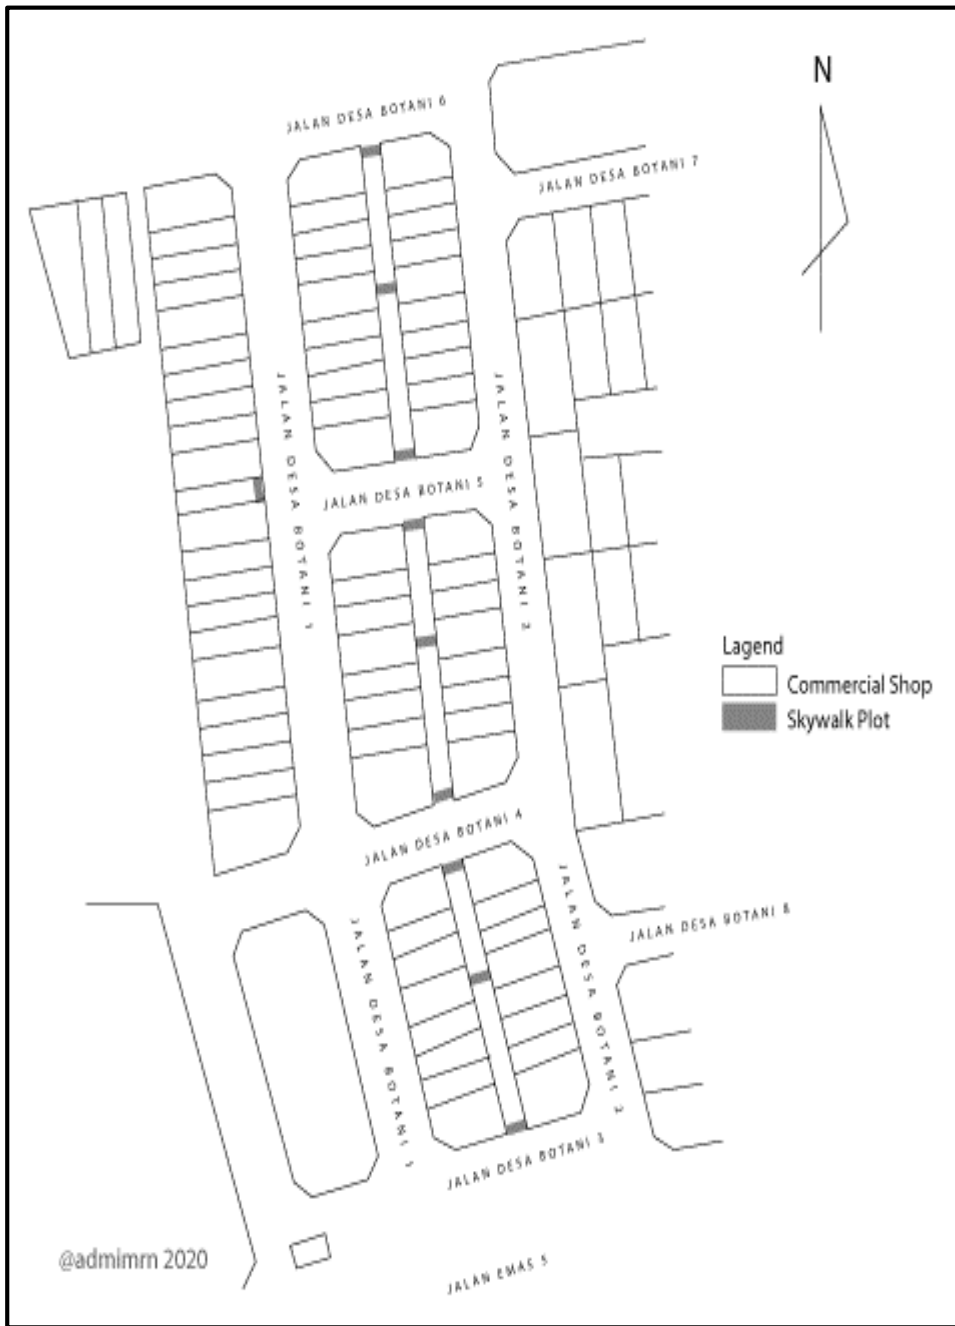 N
JALAN DESA BOTANI 6
JALAN DESA BOTANI 7
JALAN DESA BOTANI 1
JALAN DESA BOTANI 2
JALAN DESA BOTANI 5
Lagend
Commercial Shop
Skywalk Plot
JALAN DESA BOTANI 4
JALAN DESA BOTANI 1
JALAN DESA BOTANI 2
JALAN DESA BOTANI 8
JALAN DESA BOTANI 3
@admimrn 2020
JALAN EMAS 5